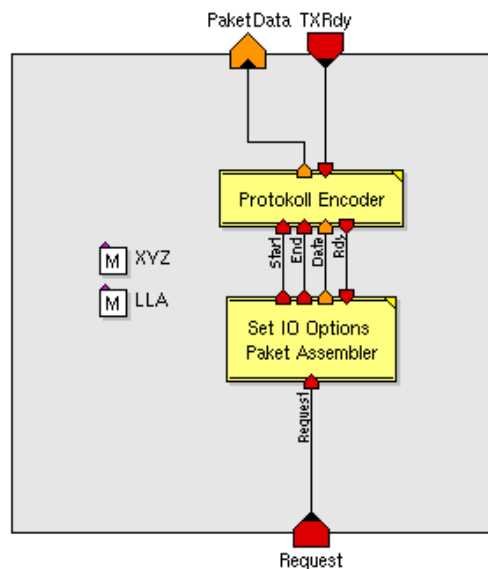 PaketData TXRdy
Protokoll Encoder
Start
End
Data
Rdy
M XYZ
M LLA
Set IO Options
Paket Assembler
Request
Request